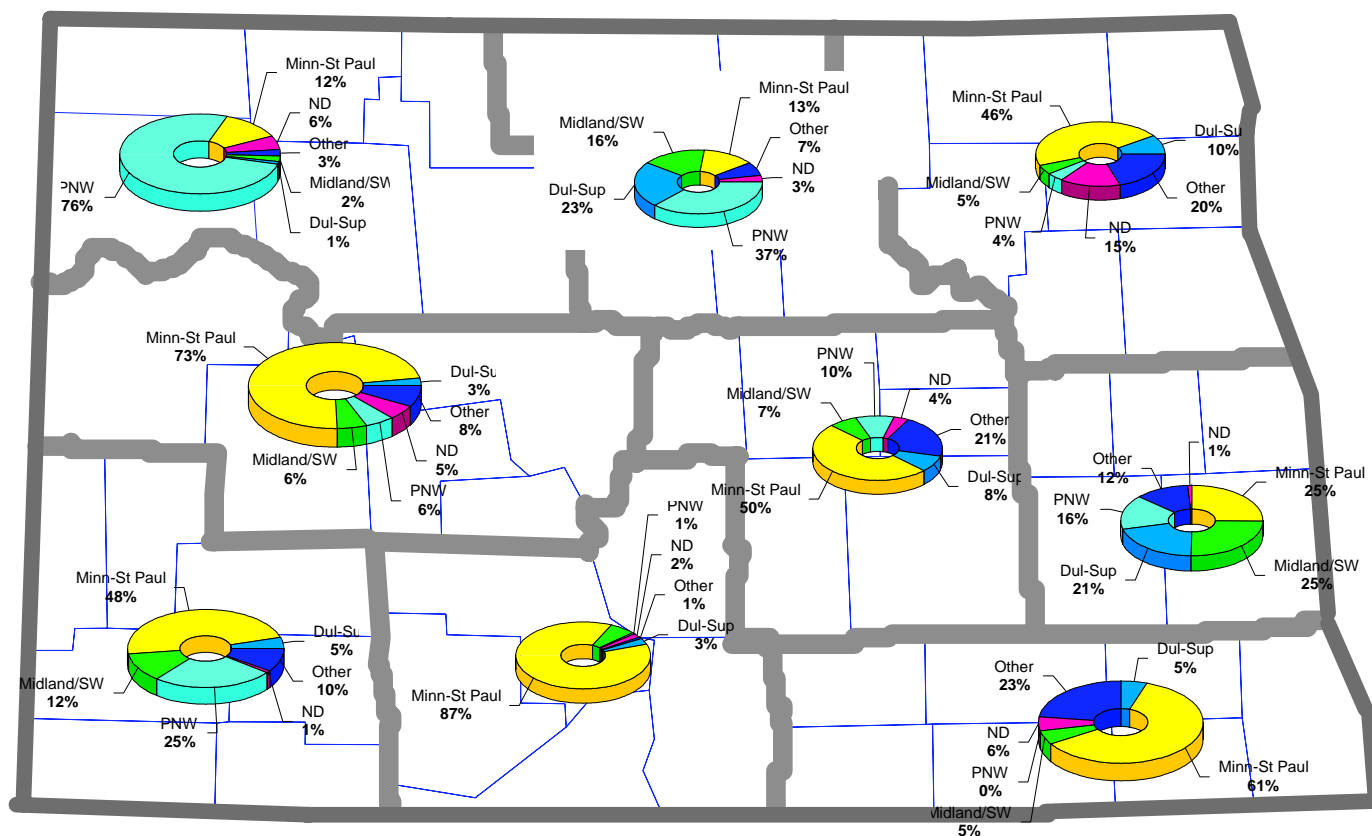 Minn-St Paul
12%
ND
6%
Other
3%
Midland/SW
2%
Dul-Sup
1%
PNW
76%
Minn-St Paul
13%
Midland/SW
16%
Other
7%
ND
3%
Dul-Sup
23%
PNW
37%
Minn-St Paul
46%
Dul-Su
10%
Midland/SW
5%
Other
20%
PNW
4%
ND
15%
Minn-St Paul
73%
Dul-Su
3%
Other
8%
Midland/SW
6%
ND
5%
PNW
6%
PNW
10%
ND
4%
Midland/SW
7%
Other
21%
Dul-Sup
8%
Minn-St Paul
50%
ND
1%
Other
12%
Minn-St Paul
25%
PNW
16%
Dul-Sup
21%
Midland/SW
25%
Minn-St Paul
48%
Dul-Su
5%
Other
10%
Midland/SW
12%
PNW
25%
ND
1%
PNW
1%
ND
2%
Other
1%
Dul-Sup
3%
Minn-St Paul
87%
Dul-Sup
5%
Other
23%
ND
6%
PNW
0%
Minn-St Paul
61%
Midland/SW
5%